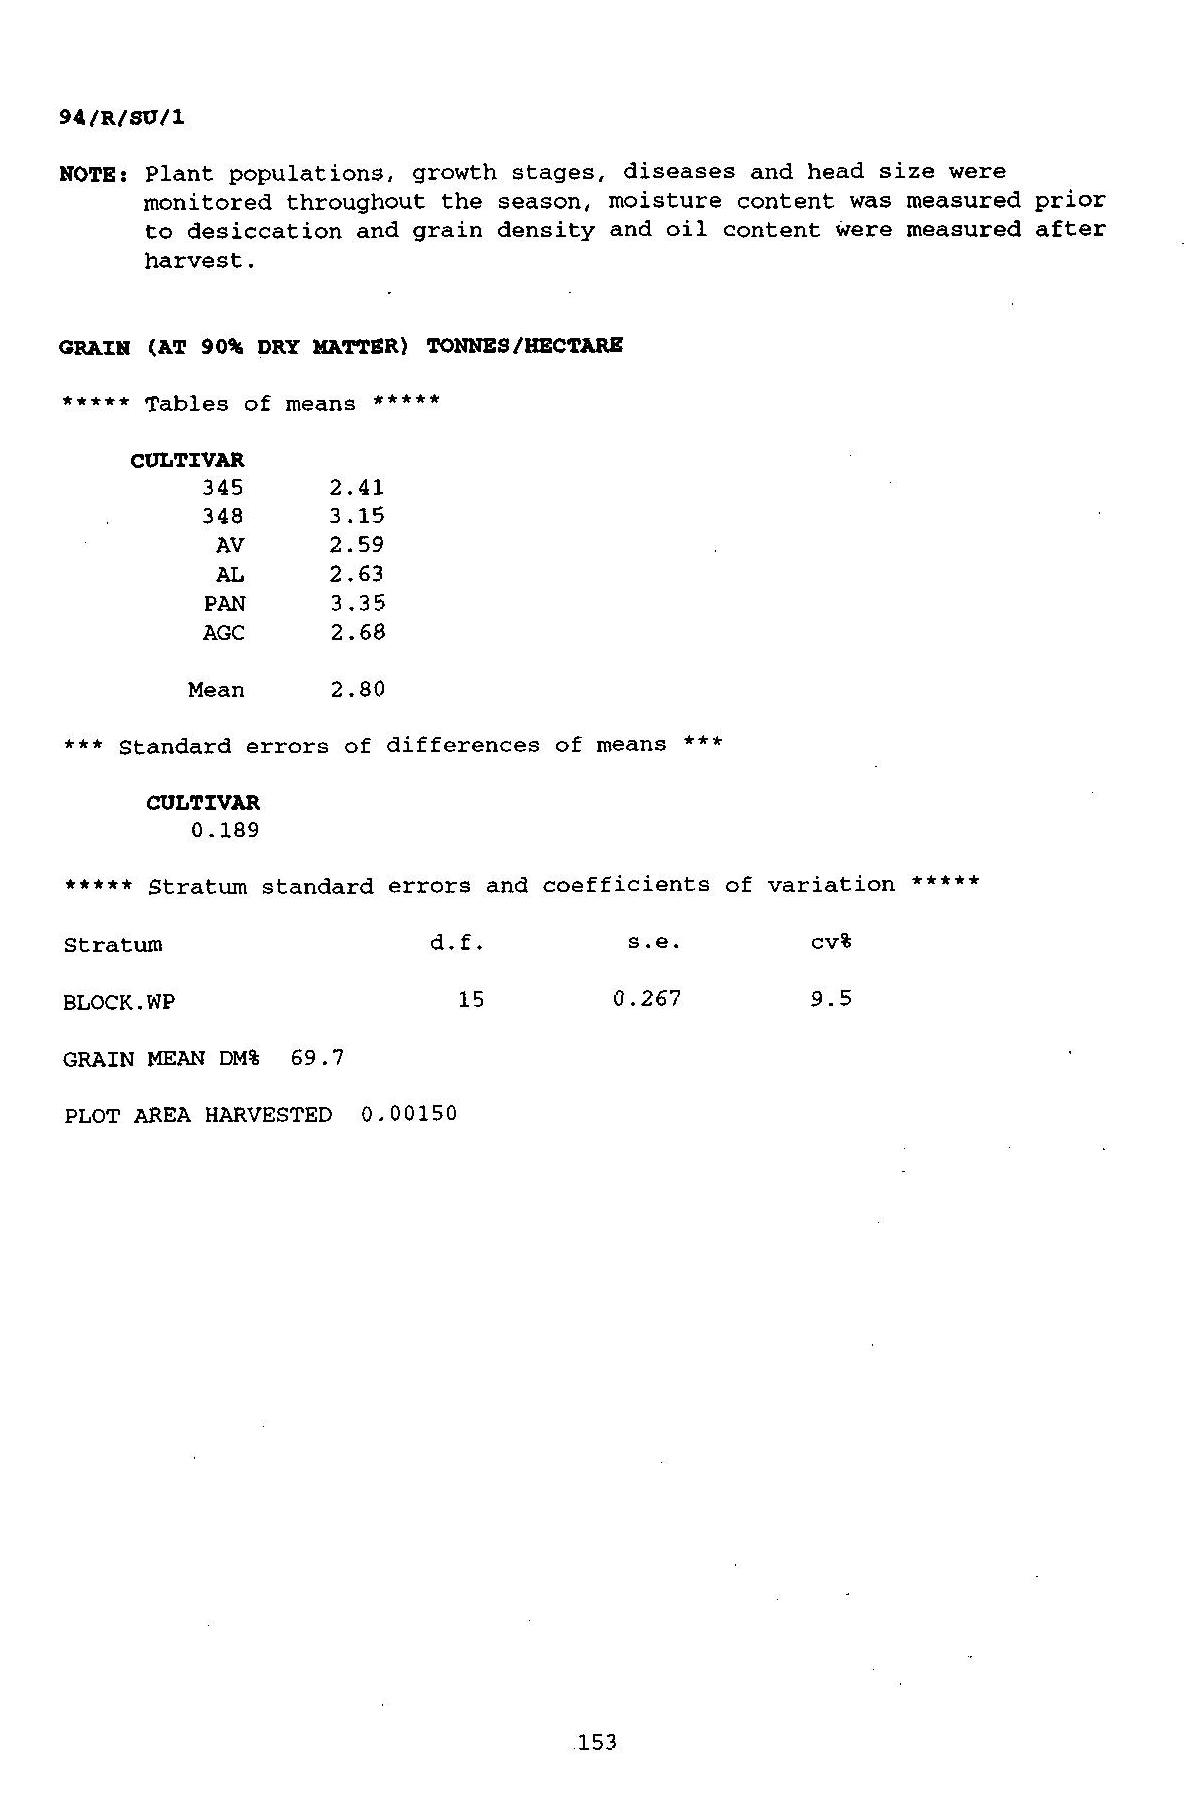 94/R/SU/1
NOTE: Plant populations, growth stages, diseases and head size were
monitored throughout the season, moisture content was measured prior
to desiccation and grain density and oil content were measured after
harvest.
GRAIN (AT 90% DRY MATTER) TONNES/HECTARE
***** Tables of means *****
CULTIVAR
345 2.41
348 3.15
AV 2.59
AL 2.63
PAN 3.35
AGC 2.68
Mean 2.80
*** Standard errors of differences of means ***
CULTIVAR
0.189
***** Stratum standard errors and coefficients of variation *****
Stratum d.f. s.e. cv%
BLOCK.WP 15 0.267 9.5
GRAIN MEAN DM% 69.7
PLOT AREA HARVESTED 0.00150
153